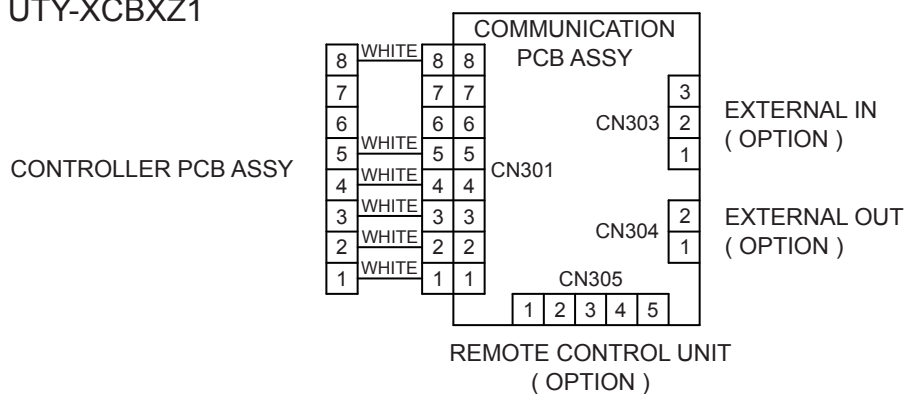 UTY-XCBXZ1
COMMUNICATION
PCB ASSY
8 WHITE 8 8
7 7 7
6 6 6
5 WHITE 5 5
4 WHITE 4 4
3 WHITE 3 3
2 WHITE 2 2
1 WHITE 1 1
CONTROLLER PCB ASSY
CN301
3
CN303 2
1
EXTERNAL IN
( OPTION )
2
CN304
1
EXTERNAL OUT
( OPTION )
CN305
1 2 3 4 5
REMOTE CONTROL UNIT
( OPTION )